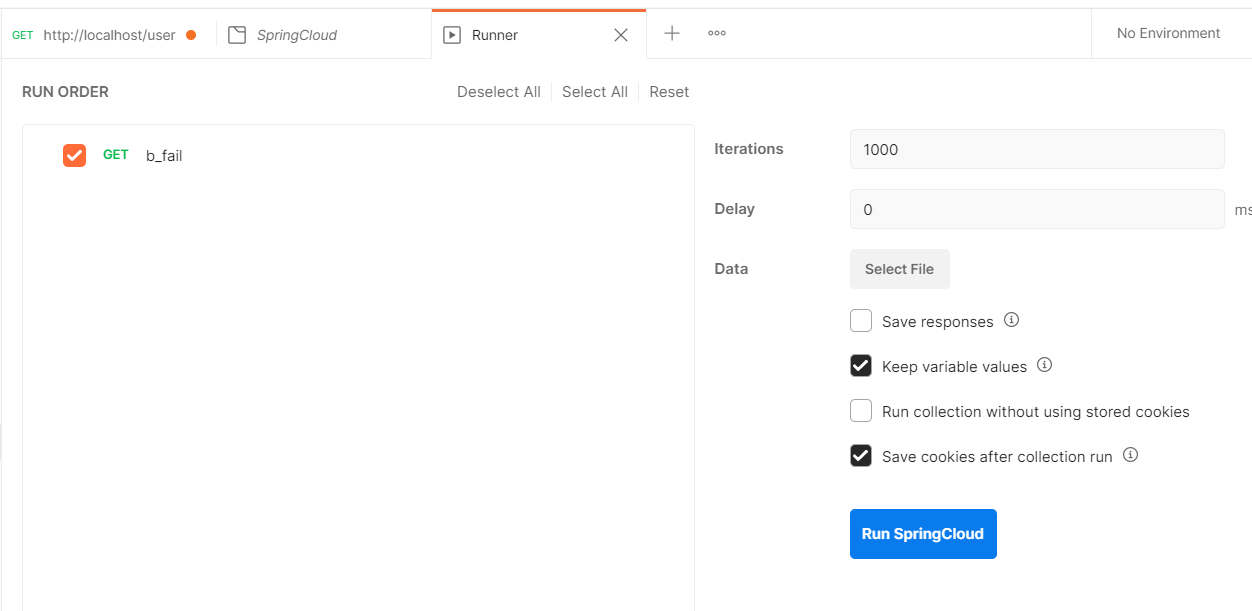 GET http://localhost/user SpringCloud Runner No Environment
RUN ORDER Deselect All Select All Reset
GET b_fail
Iterations 1000
Delay 0 ms
Data Select File
Save responses
Keep variable values
Run collection without using stored cookies
Save cookies after collection run
Run SpringCloud